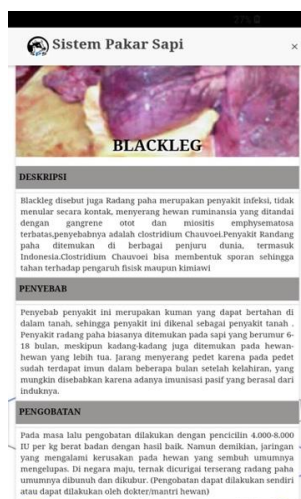 27%
Sistem Pakar Sapi
×
BLACKLEG
DESKRIPSI
Blackleg disebut juga Radang paha merupakan penyakit infeksi, tidak
menular secara kontak, menyerang hewan ruminansia yang ditandai
dengan gangrene otot dan miositis emphysematosa
terbatas,penyebabnya adalah clostridium Chauvoei.Penyakit Randang
paha ditemukan di berbagai penjuru dunia, termasuk
Indonesia.Clostridium Chauvoei bisa membentuk sporan sehingga
tahan terhadap pengaruh fisik maupun kimiawi
PENYEBAB
Penyebab penyakit ini merupakan kuman yang dapat bertahan di
dalam tanah, sehingga penyakit ini dikenal sebagai penyakit tanah .
Penyakit radang paha biasanya ditemukan pada sapi yang berumur 6-
18 bulan, meskipun kadang-kadang juga ditemukan pada hewan-
hewan yang lebih tua. Jarang menyerang pedet karena pada pedet
sudah terdapat imun dalam beberapa bulan setelah kelahiran, yang
mungkin disebabkan karena adanya imunisasi pasif yang berasal dari
induknya.
PENGOBATAN
Pada masa lalu pengobatan dilakukan dengan pencicilin 4.000-8.000
IU per kg berat badan dengan hasil baik. Namun demikian, jaringan
yang mengalami kerusakan pada hewan yang sembuh umumnya
mengelupas. Di negara maju, ternak dicurigai terserang radang paha
umumnya dibunuh dan dikubur. (Pengobatan dapat dilakukan sendiri
atau dapat dilakukan oleh dokter/mantri hewan)